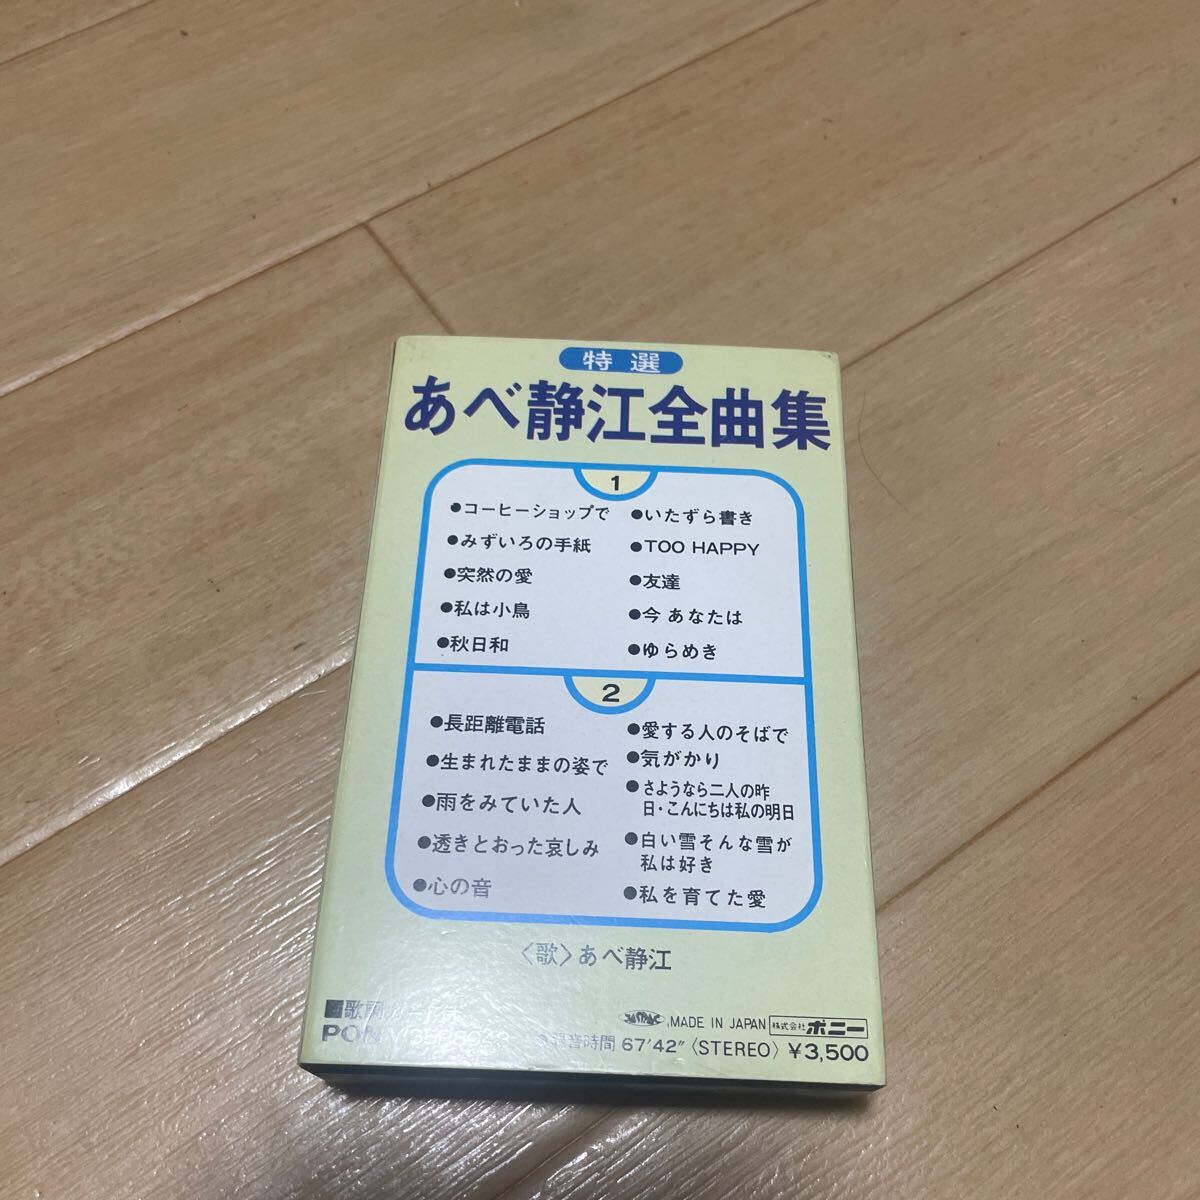 特選
あべ静江全曲集
1
●コーヒーショップで
●みずいろの手紙
●突然の愛
●私は小鳥
●秋日和
●いたずら書き
●TOO HAPPY
●友達
●今 あなたは
●ゆらめき
2
●長距離電話
●生まれたままの姿で
●雨をみていた人
●透きとおった哀しみ
●心の音
●愛する人のそばで
●気がかり
●さようなら二人の昨
日・こんにちは私の明日
●白い雪そんな雪が
私は好き
●私を育てた愛
〈歌〉あべ静江
■歌詞
JASRAC, MADE IN JAPAN 株式会社ポニー
PON 音時間 67′42″〈STEREO〉¥3,500